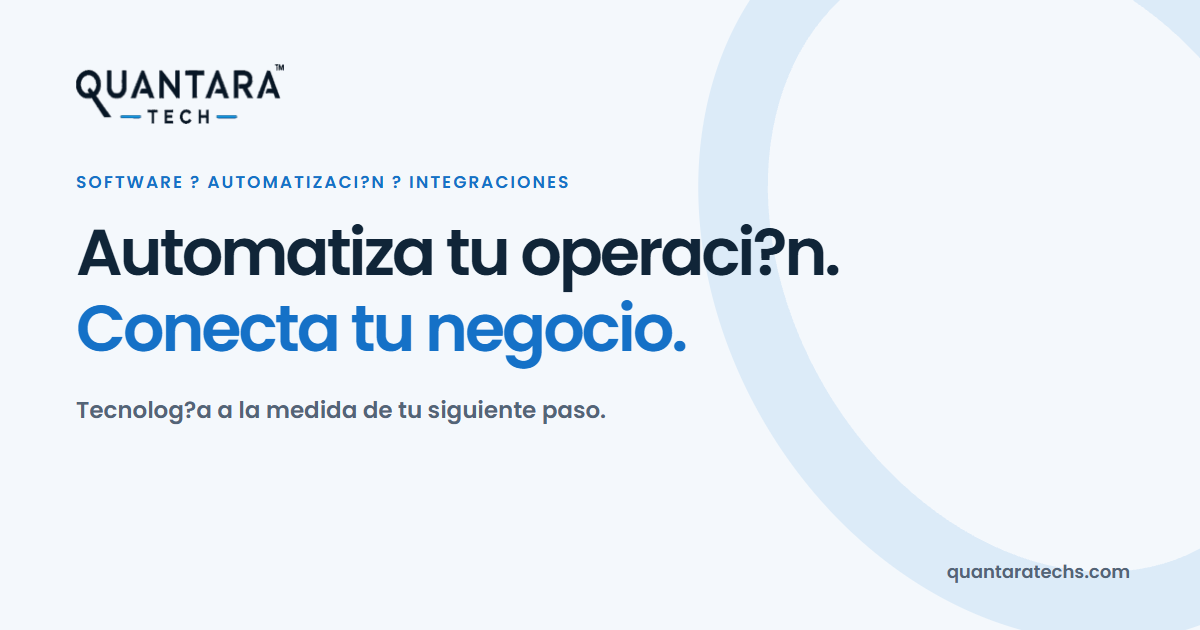 QUANTARA™
TECH
SOFTWARE ? AUTOMATIZACI?N ? INTEGRACIONES
Automatiza tu operaci?n.
Conecta tu negocio.
Tecnolog?a a la medida de tu siguiente paso.
quantaratechs.com